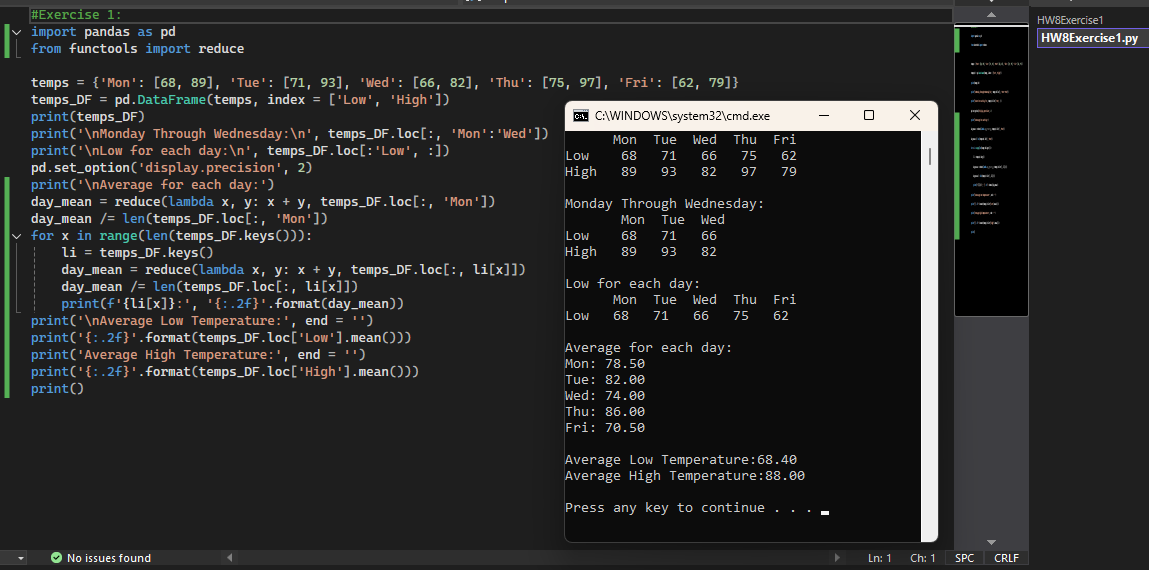 #Exercise 1:
import pandas as pd
from functools import reduce
temps = {'Mon': [68, 89], 'Tue': [71, 93], 'Wed': [66, 82], 'Thu': [75, 97], 'Fri': [62, 79]}
temps_DF = pd.DataFrame(temps, index = ['Low', 'High'])
print(temps_DF)
print('\nMonday Through Wednesday:\n', temps_DF.loc[:, 'Mon':'Wed'])
print('\nLow for each day:\n', temps_DF.loc[:'Low', :])
pd.set_option('display.precision', 2)
print('\nAverage for each day:')
day_mean = reduce(lambda x, y: x + y, temps_DF.loc[:, 'Mon'])
day_mean /= len(temps_DF.loc[:, 'Mon'])
for x in range(len(temps_DF.keys())):
    li = temps_DF.keys()
    day_mean = reduce(lambda x, y: x + y, temps_DF.loc[:, li[x]])
    day_mean /= len(temps_DF.loc[:, li[x]])
    print(f'{li[x]}:', '{:.2f}'.format(day_mean))
print('\nAverage Low Temperature:', end = '')
print('{:.2f}'.format(temps_DF.loc['Low'].mean()))
print('Average High Temperature:', end = '')
print('{:.2f}'.format(temps_DF.loc['High'].mean()))
print()
C:\WINDOWS\system32\cmd.exe
Mon Tue Wed Thu Fri
Low 68 71 66 75 62
High 89 93 82 97 79
Monday Through Wednesday:
Mon Tue Wed
Low 68 71 66
High 89 93 82
Low for each day:
Mon Tue Wed Thu Fri
Low 68 71 66 75 62
Average for each day:
Mon: 78.50
Tue: 82.00
Wed: 74.00
Thu: 86.00
Fri: 70.50
Average Low Temperature:68.40
Average High Temperature:88.00
Press any key to continue . . .
HW8Exercise1
HW8Exercise1.py
No issues found
Ln: 1 Ch: 1 SPC CRLF